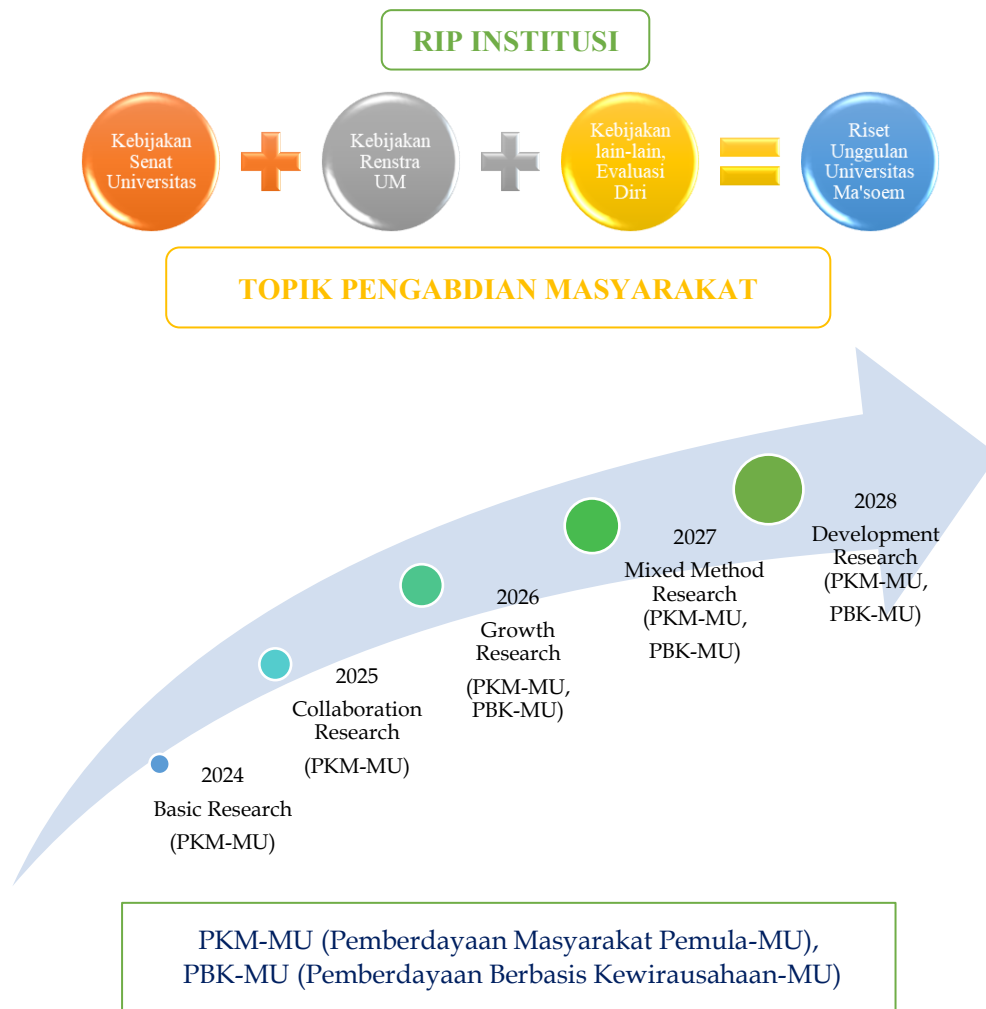 RIP INSTITUSI
Kebijakan
Senat
Universitas
Kebijakan
Renstra
UM
Kebijakan
lain-lain,
Evaluasi
Diri
Riset
Unggulan
Universitas
Ma'soem
TOPIK PENGABDIAN MASYARAKAT
2024
Basic Research
(PKM-MU)
2025
Collaboration
Research
(PKM-MU)
2026
Growth
Research
(PKM-MU,
PBK-MU)
2027
Mixed Method
Research
(PKM-MU,
PBK-MU)
2028
Development
Research
(PKM-MU,
PBK-MU)
PKM-MU (Pemberdayaan Masyarakat Pemula-MU),
PBK-MU (Pemberdayaan Berbasis Kewirausahaan-MU)